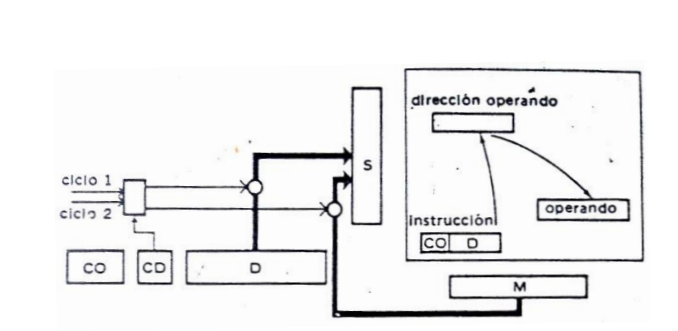 dirección operando
S
ciclo 1
ciclo 2
operando
instrucción
CO D
CO CD D
M